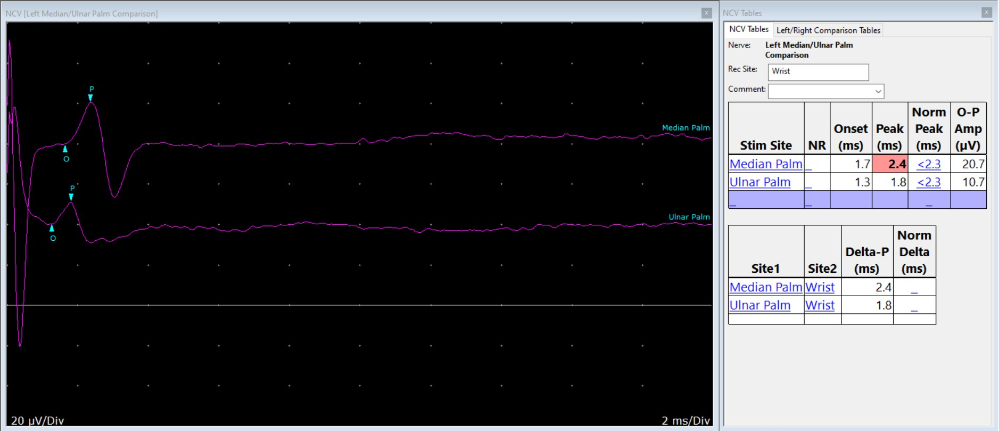 NCV [Left Median/Ulnar Palm Comparison]
P
Median Palm
O
P
Ulnar Palm
O
20 µV/Div
2 ms/Div
NCV Tables
NCV Tables Left/Right Comparison Tables
Nerve: Left Median/Ulnar Palm
Comparison
Rec Site: Wrist
Comment:
Stim Site NR Onset (ms) Peak (ms) Norm Peak (ms) O-P Amp (µV)
Median Palm _ 1.7 2.4 <2.3 20.7
Ulnar Palm _ 1.3 1.8 <2.3 10.7
_ _ _
Site1 Site2 Delta-P (ms) Norm Delta (ms)
Median Palm Wrist 2.4 _
Ulnar Palm Wrist 1.8 _